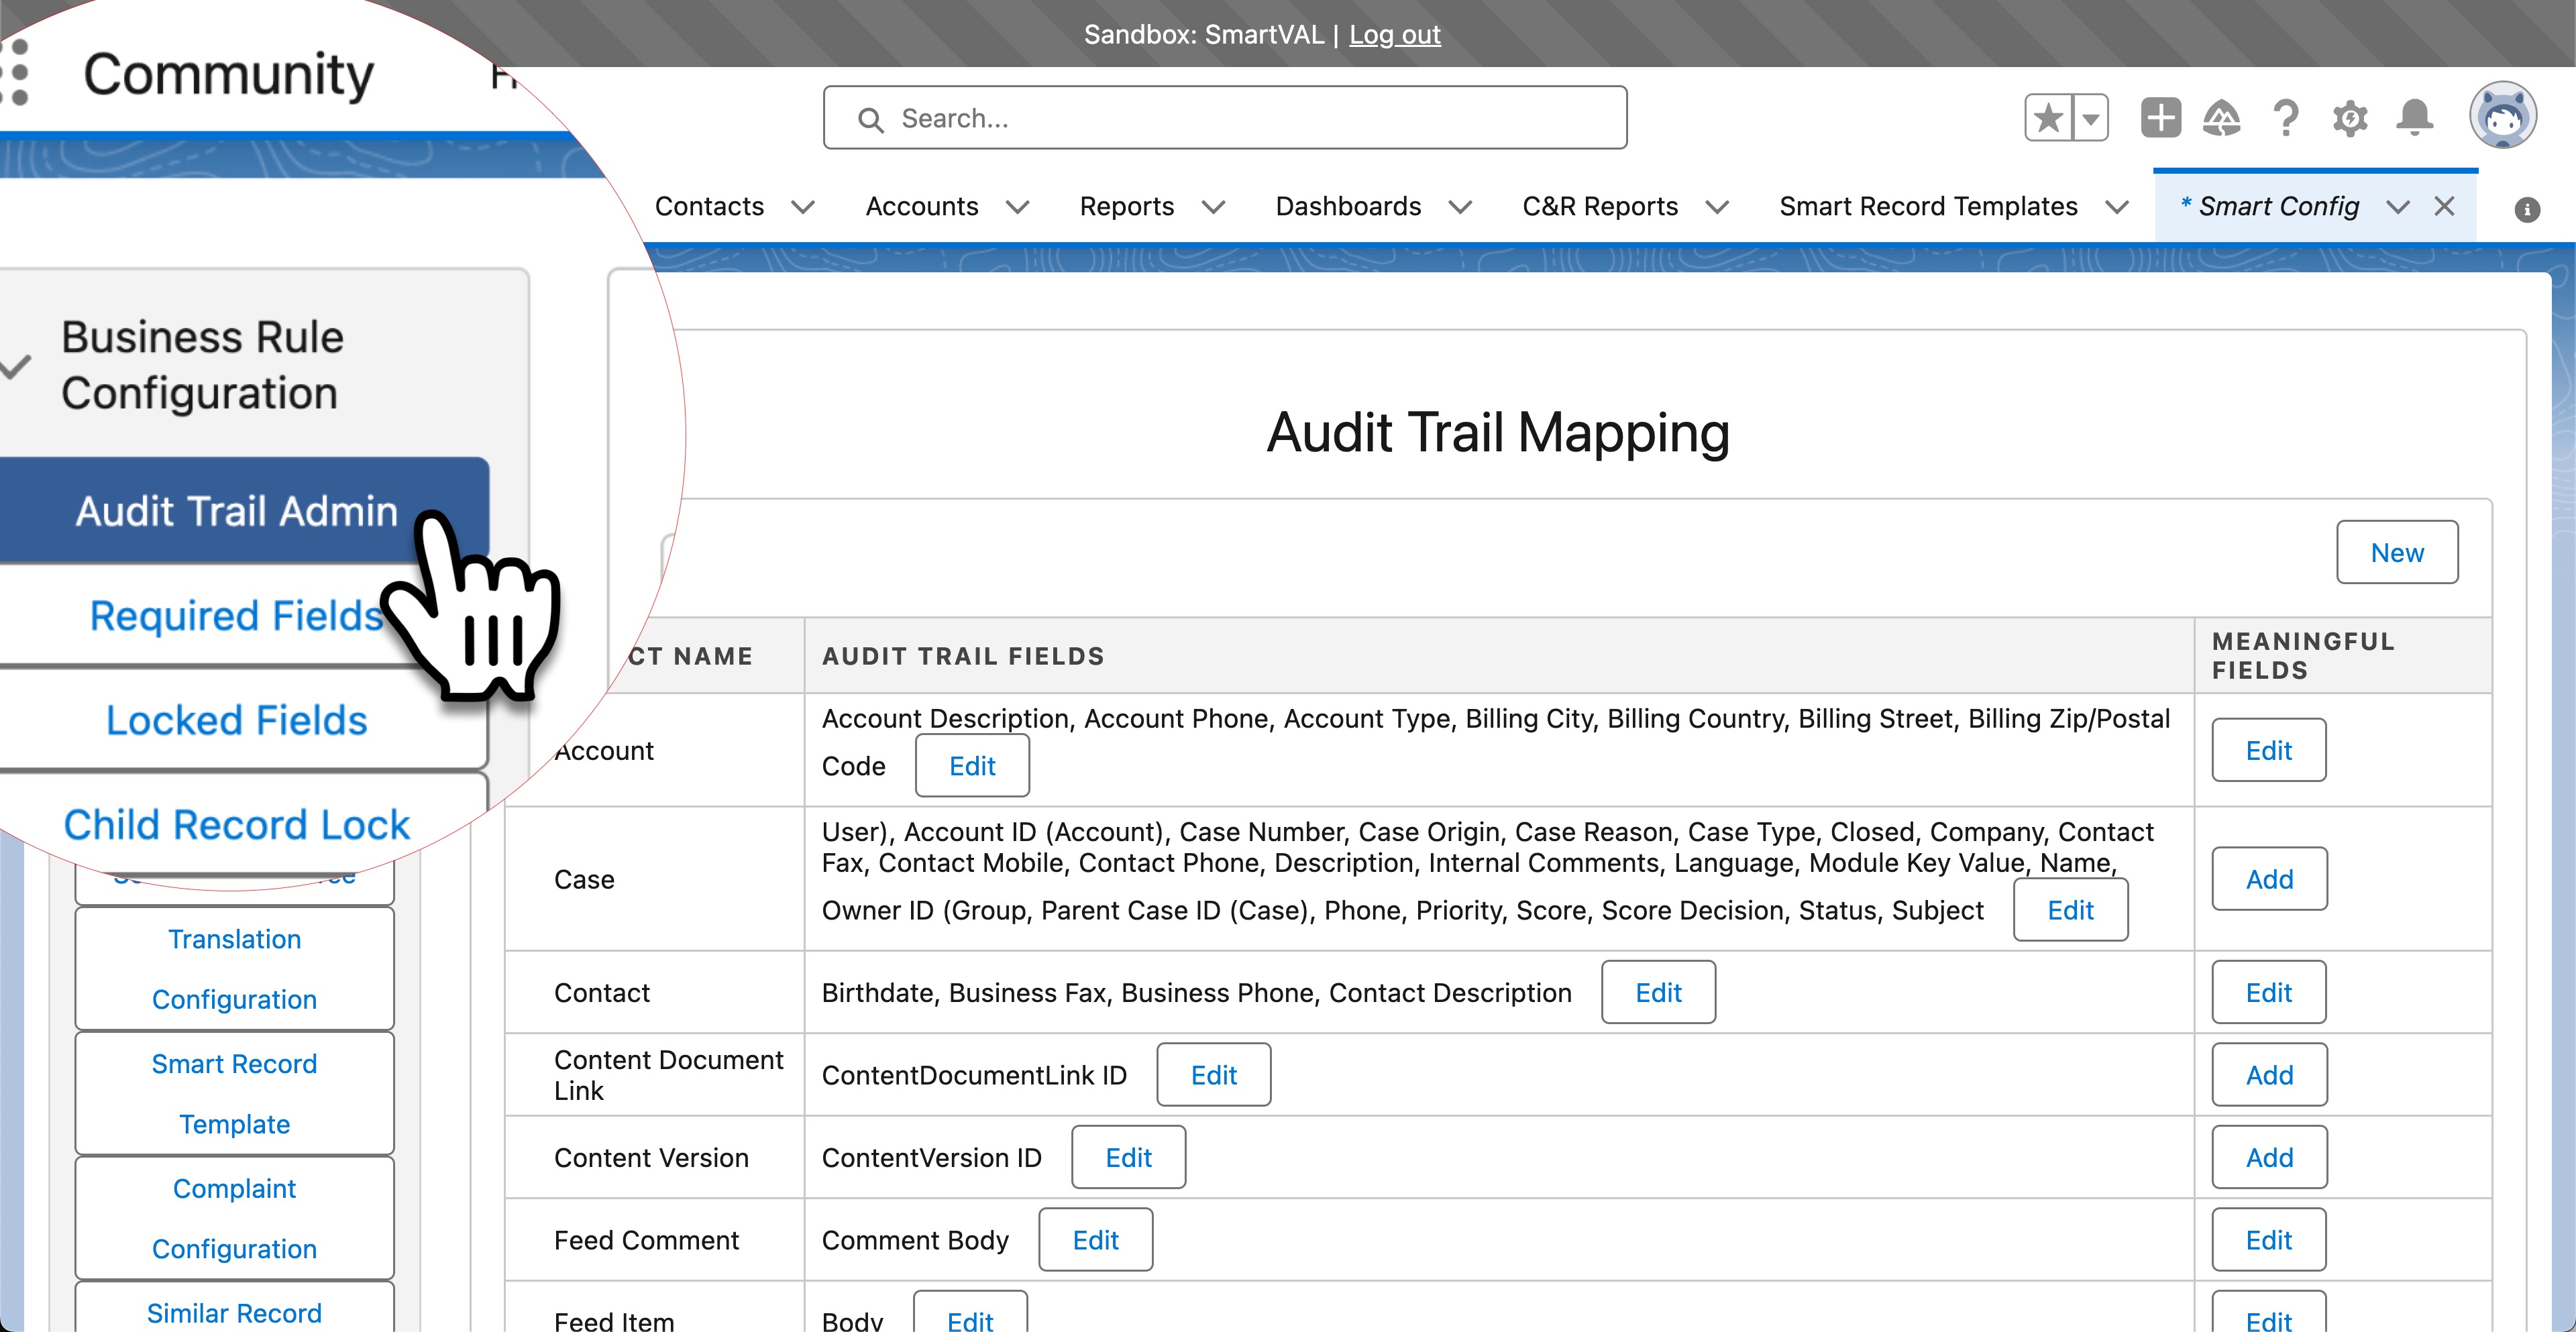 Sandbox: SmartVAL | Log out
Community
Search...
Contacts
Accounts
Reports
Dashboards
C&R Reports
Smart Record Templates
* Smart Config
Business Rule
Configuration
Audit Trail Admin
Required Fields
Locked Fields
Child Record Lock
Translation
Configuration
Smart Record
Template
Complaint
Configuration
Similar Record
Audit Trail Mapping
New
CT NAME
AUDIT TRAIL FIELDS
MEANINGFUL
FIELDS
Account
Account Description, Account Phone, Account Type, Billing City, Billing Country, Billing Street, Billing Zip/Postal
Code Edit
Edit
Case
User), Account ID (Account), Case Number, Case Origin, Case Reason, Case Type, Closed, Company, Contact
Fax, Contact Mobile, Contact Phone, Description, Internal Comments, Language, Module Key Value, Name,
Owner ID (Group, Parent Case ID (Case), Phone, Priority, Score, Score Decision, Status, Subject Edit
Add
Contact
Birthdate, Business Fax, Business Phone, Contact Description Edit
Edit
Content Document
Link
ContentDocumentLink ID Edit
Add
Content Version
ContentVersion ID Edit
Add
Feed Comment
Comment Body Edit
Edit
Feed Item
Body Edit
Edit